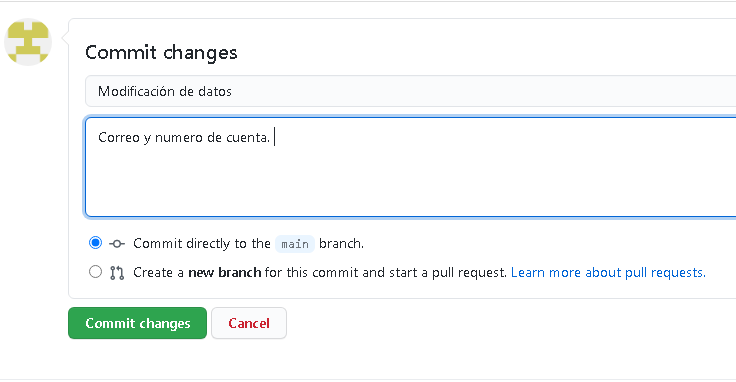 Commit changes
Modificación de datos
Correo y numero de cuenta.
Commit directly to the main branch.
Create a new branch for this commit and start a pull request. Learn more about pull requests.
Commit changes Cancel